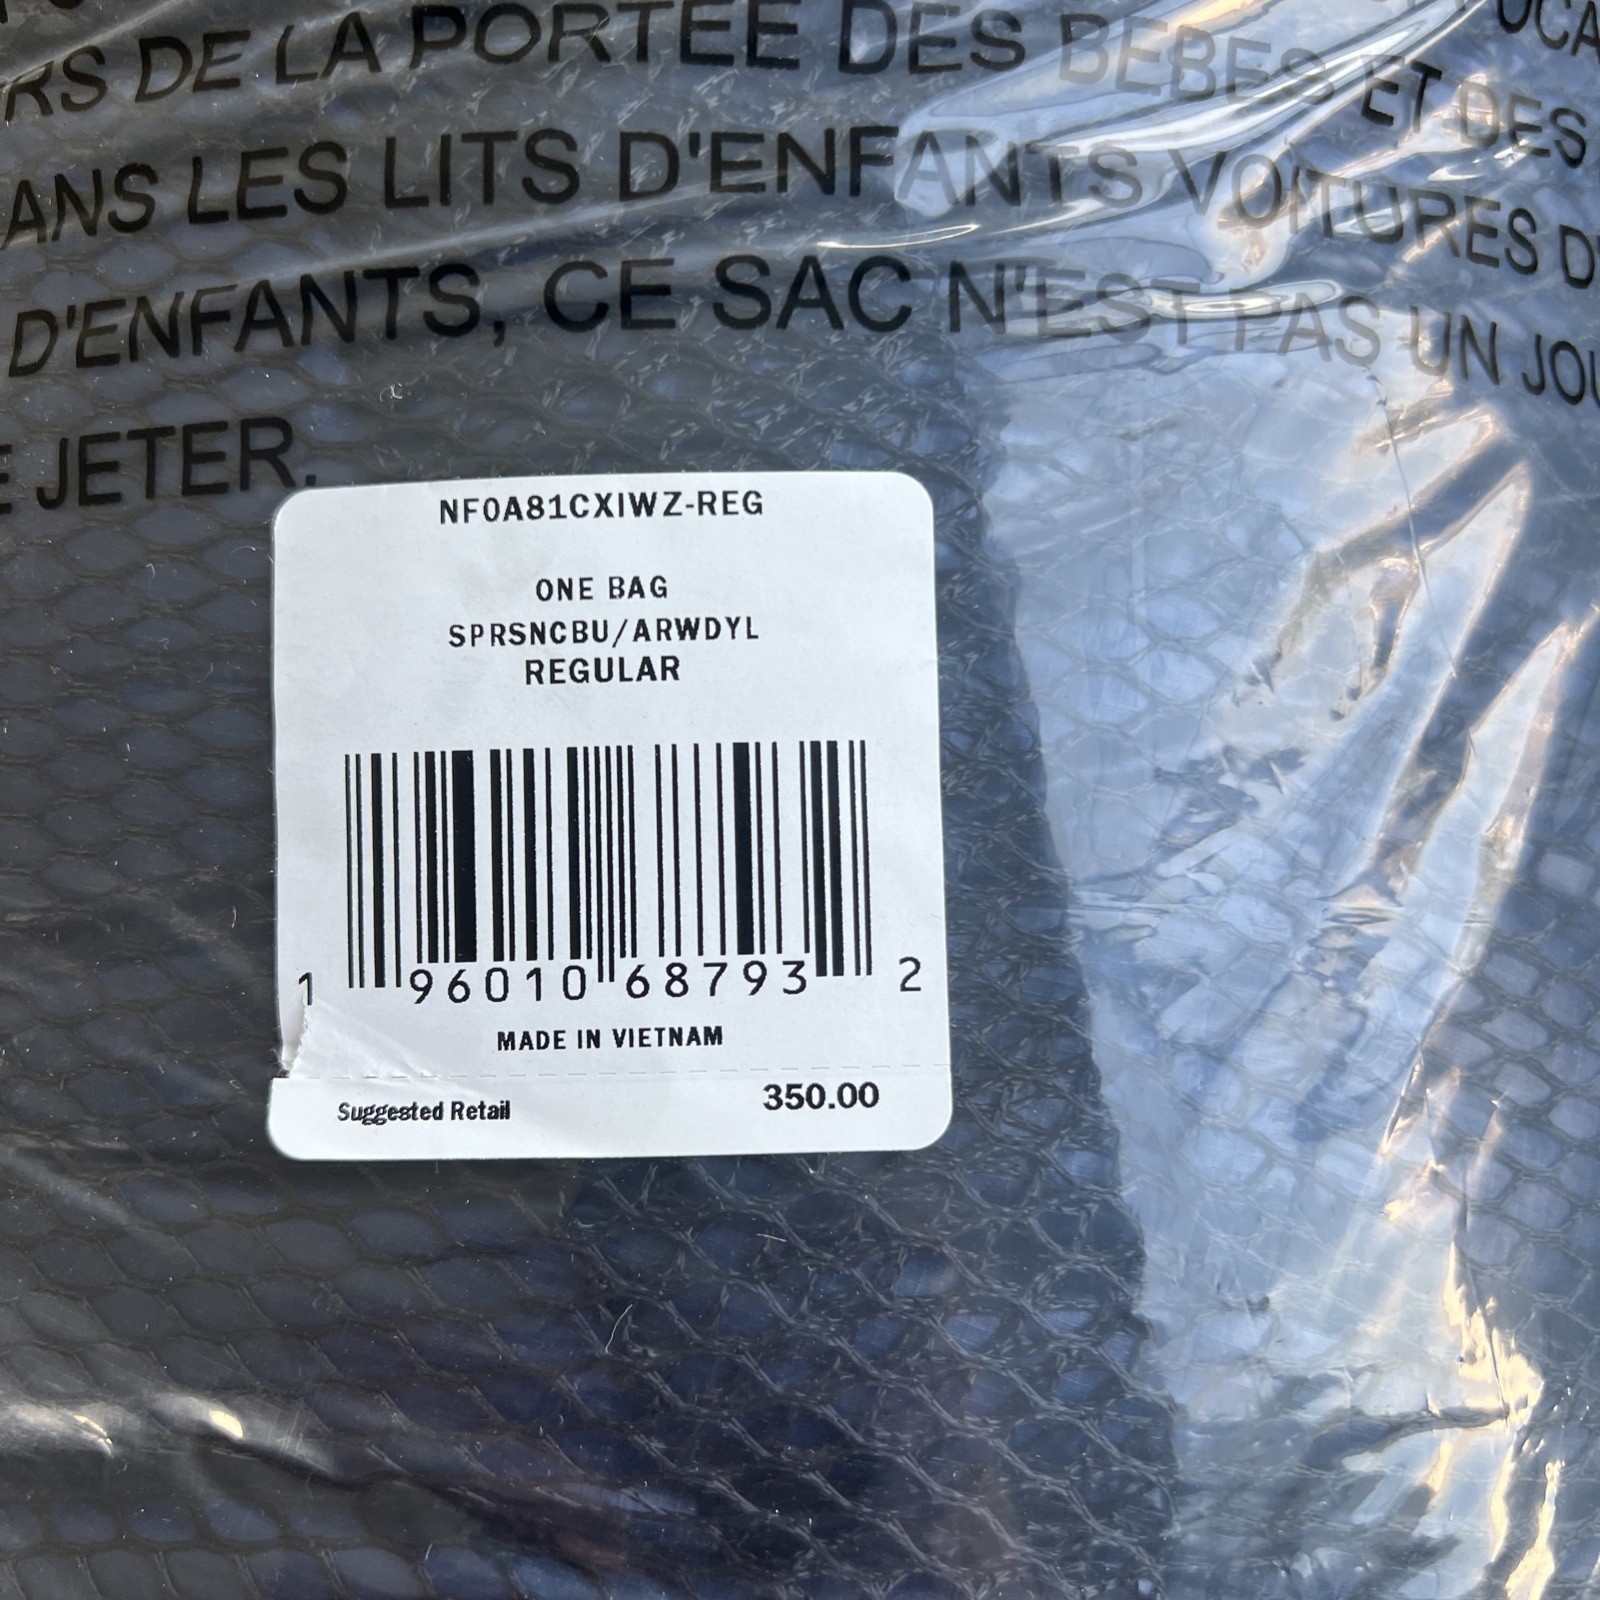 RS DE LA PORTÉE DES BEBES ET DES
ANS LES LITS D'ENFANTS VOITURES D'
D'ENFANTS, CE SAC N'EST PAS UN JOU
E JETER.
NF0A81CXIWZ-REG
ONE BAG
SPRSNCBU/ARWDYL
REGULAR
1 96010 68793 2
MADE IN VIETNAM
Suggested Retail 350.00